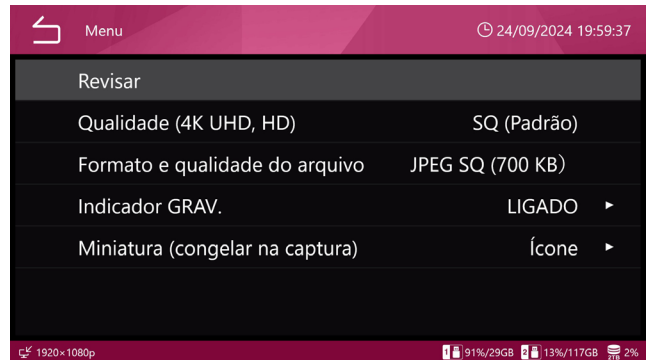 Menu 24/09/2024 19:59:37
Revisar
Qualidade (4K UHD, HD) SQ (Padrão)
Formato e qualidade do arquivo JPEG SQ (700 KB)
Indicador GRAV. LIGADO
Miniatura (congelar na captura) Ícone
1920×1080p 1 91%/29GB 2 13%/117GB 2TB 2%